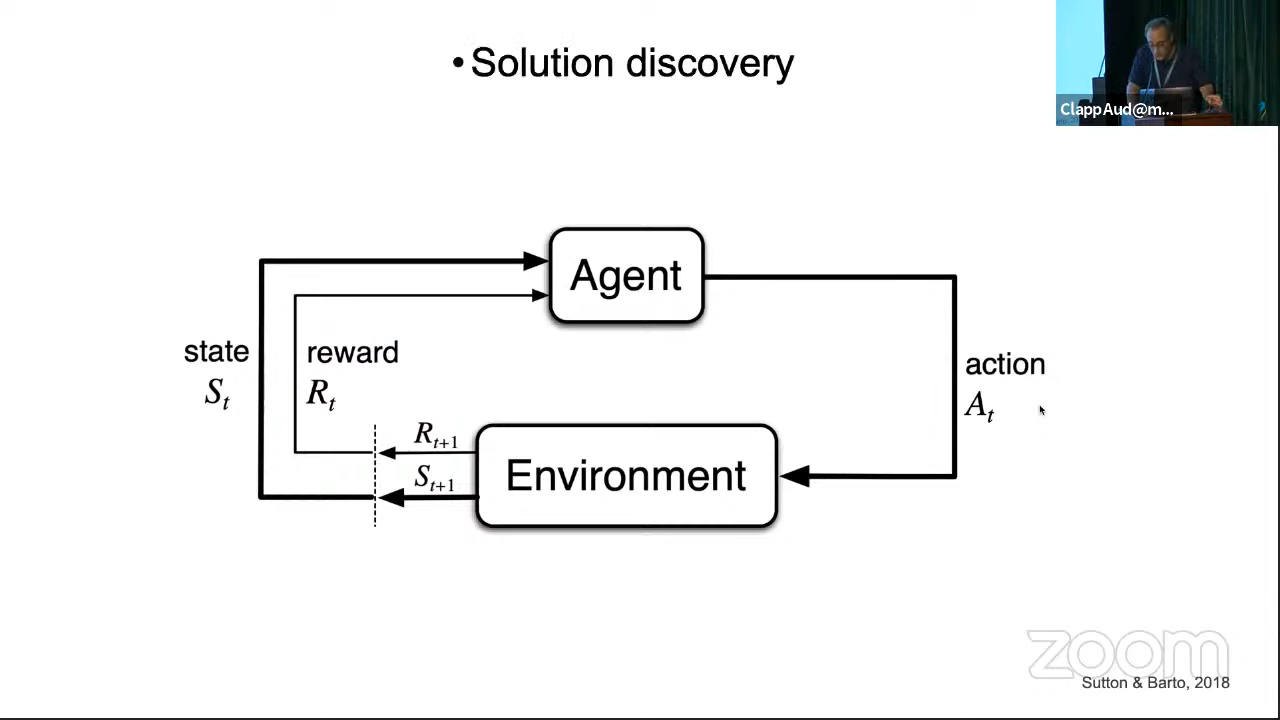 • Solution discovery
ClappAud@m...
Agent
state
S_t
reward
R_t
action
A_t
R_{t+1}
S_{t+1}
Environment
zoom
Sutton & Barto, 2018